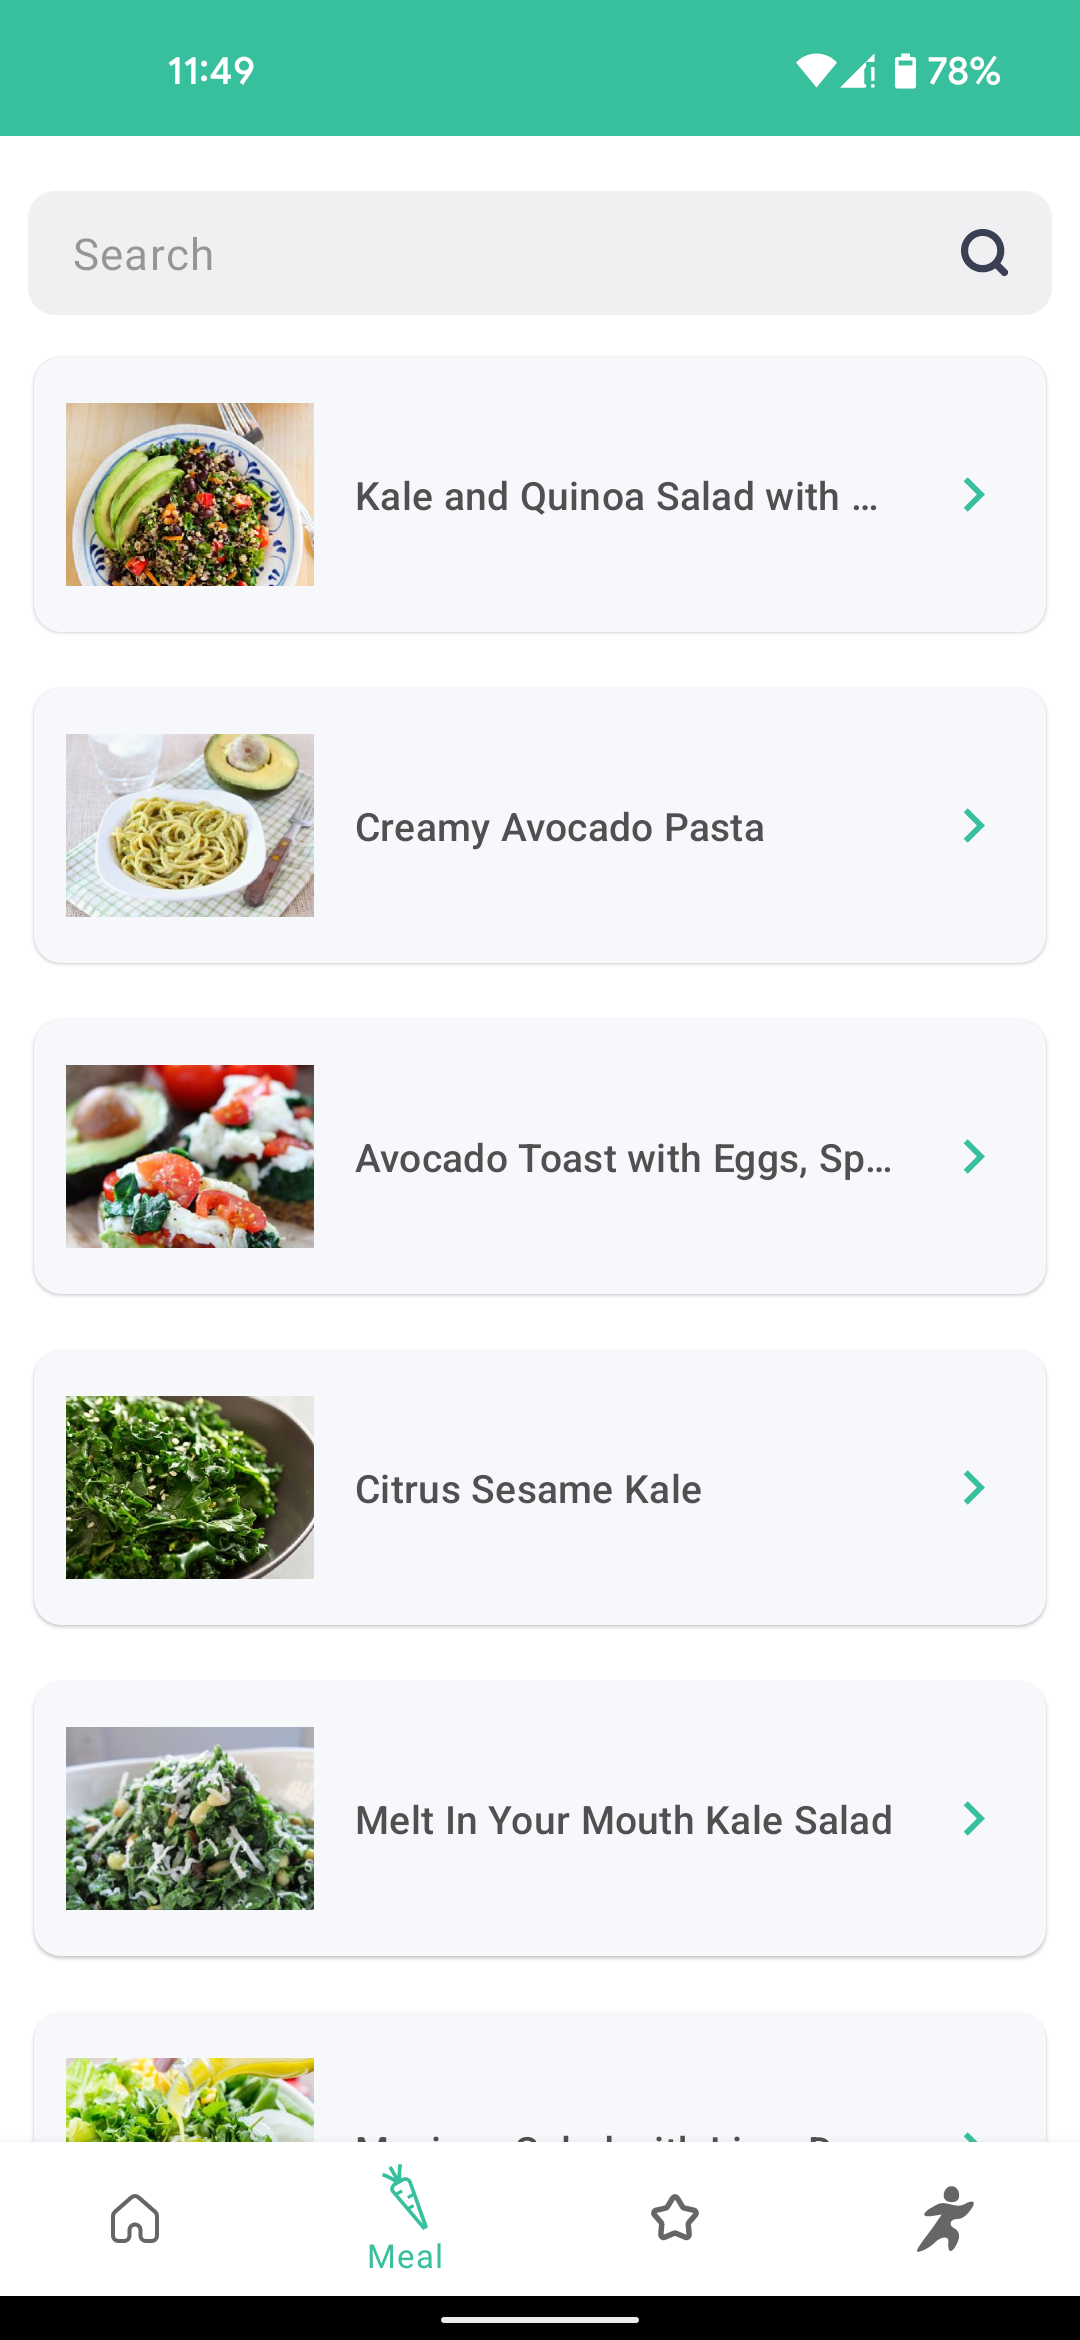 11:49
78%
Search
Kale and Quinoa Salad with ...
Creamy Avocado Pasta
Avocado Toast with Eggs, Sp...
Citrus Sesame Kale
Melt In Your Mouth Kale Salad
Meal